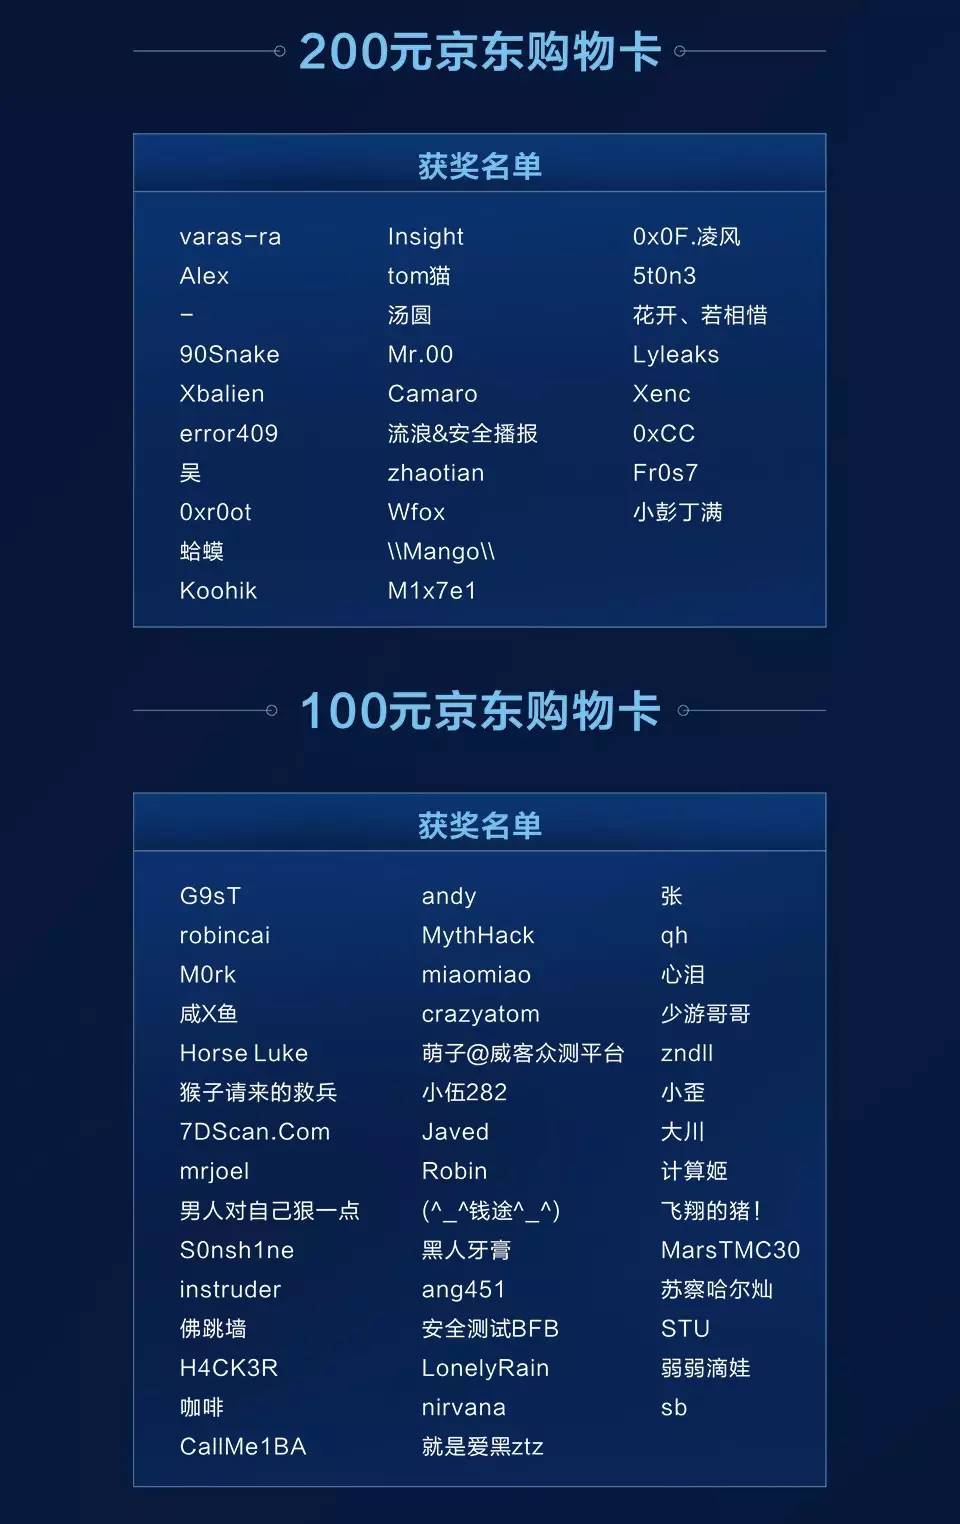 200元京东购物卡
获奖名单
varas-ra Insight 0x0F.凌风
Alex tom猫 5t0n3
- 汤圆 花开、若相惜
90Snake Mr.00 Lyleaks
Xbalien Camaro Xenc
error409 流浪&安全播报 0xCC
吴 zhaotian Fr0s7
0xr0ot Wfox 小彭丁满
蛤蟆 \\Mango\\
Koohik M1x7e1
100元京东购物卡
获奖名单
G9sT andy 张
robincai MythHack qh
M0rk miaomiao 心泪
咸X鱼 crazyatom 少游哥哥
Horse Luke 萌子@威客众测平台 zndll
猴子请来的救兵 小伍282 小歪
7DScan.Com Javed 大川
mrjoel Robin 计算姬
男人对自己狠一点 (^_^钱途^_^) 飞翔的猪!
S0nsh1ne 黑人牙膏 MarsTMC30
instruder ang451 苏察哈尔灿
佛跳墙 安全测试BFB STU
H4CK3R LonelyRain 弱弱滴娃
咖啡 nirvana sb
CallMe1BA 就是爱黑ztz